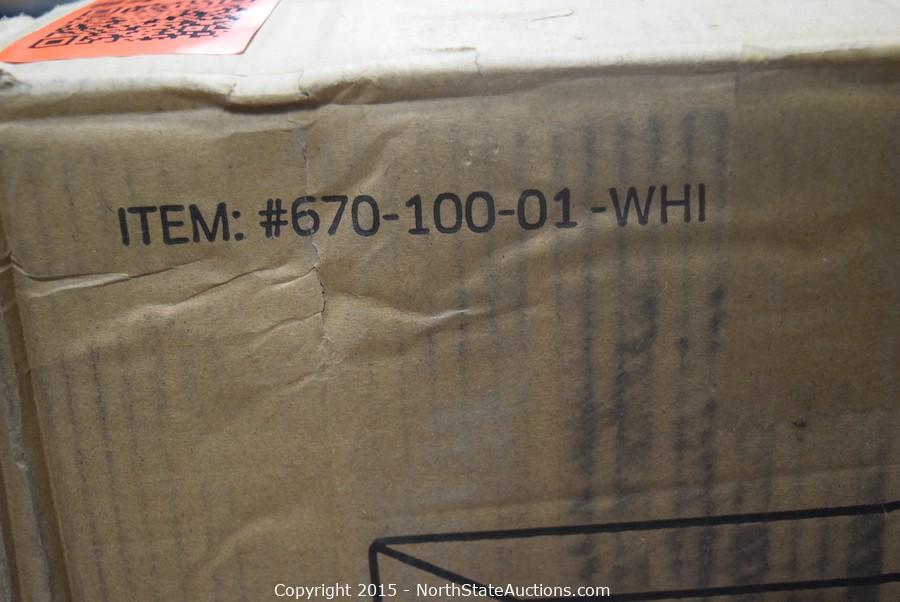 ITEM: #670-100-01 -WHI
Copyright 2015 - NorthStateAuctions.com